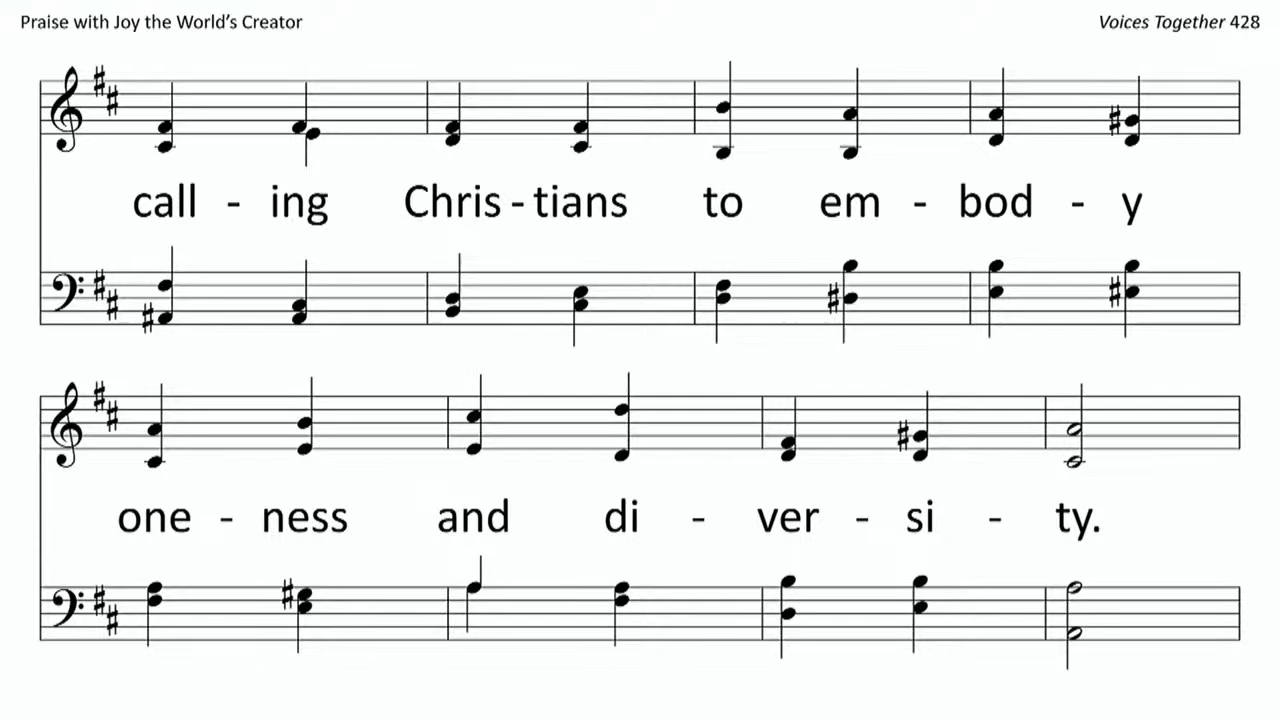 Praise with Joy the World’s Creator
Voices Together 428
call - ing Chris - tians to em - bod - y
one - ness and di - ver - si - ty.